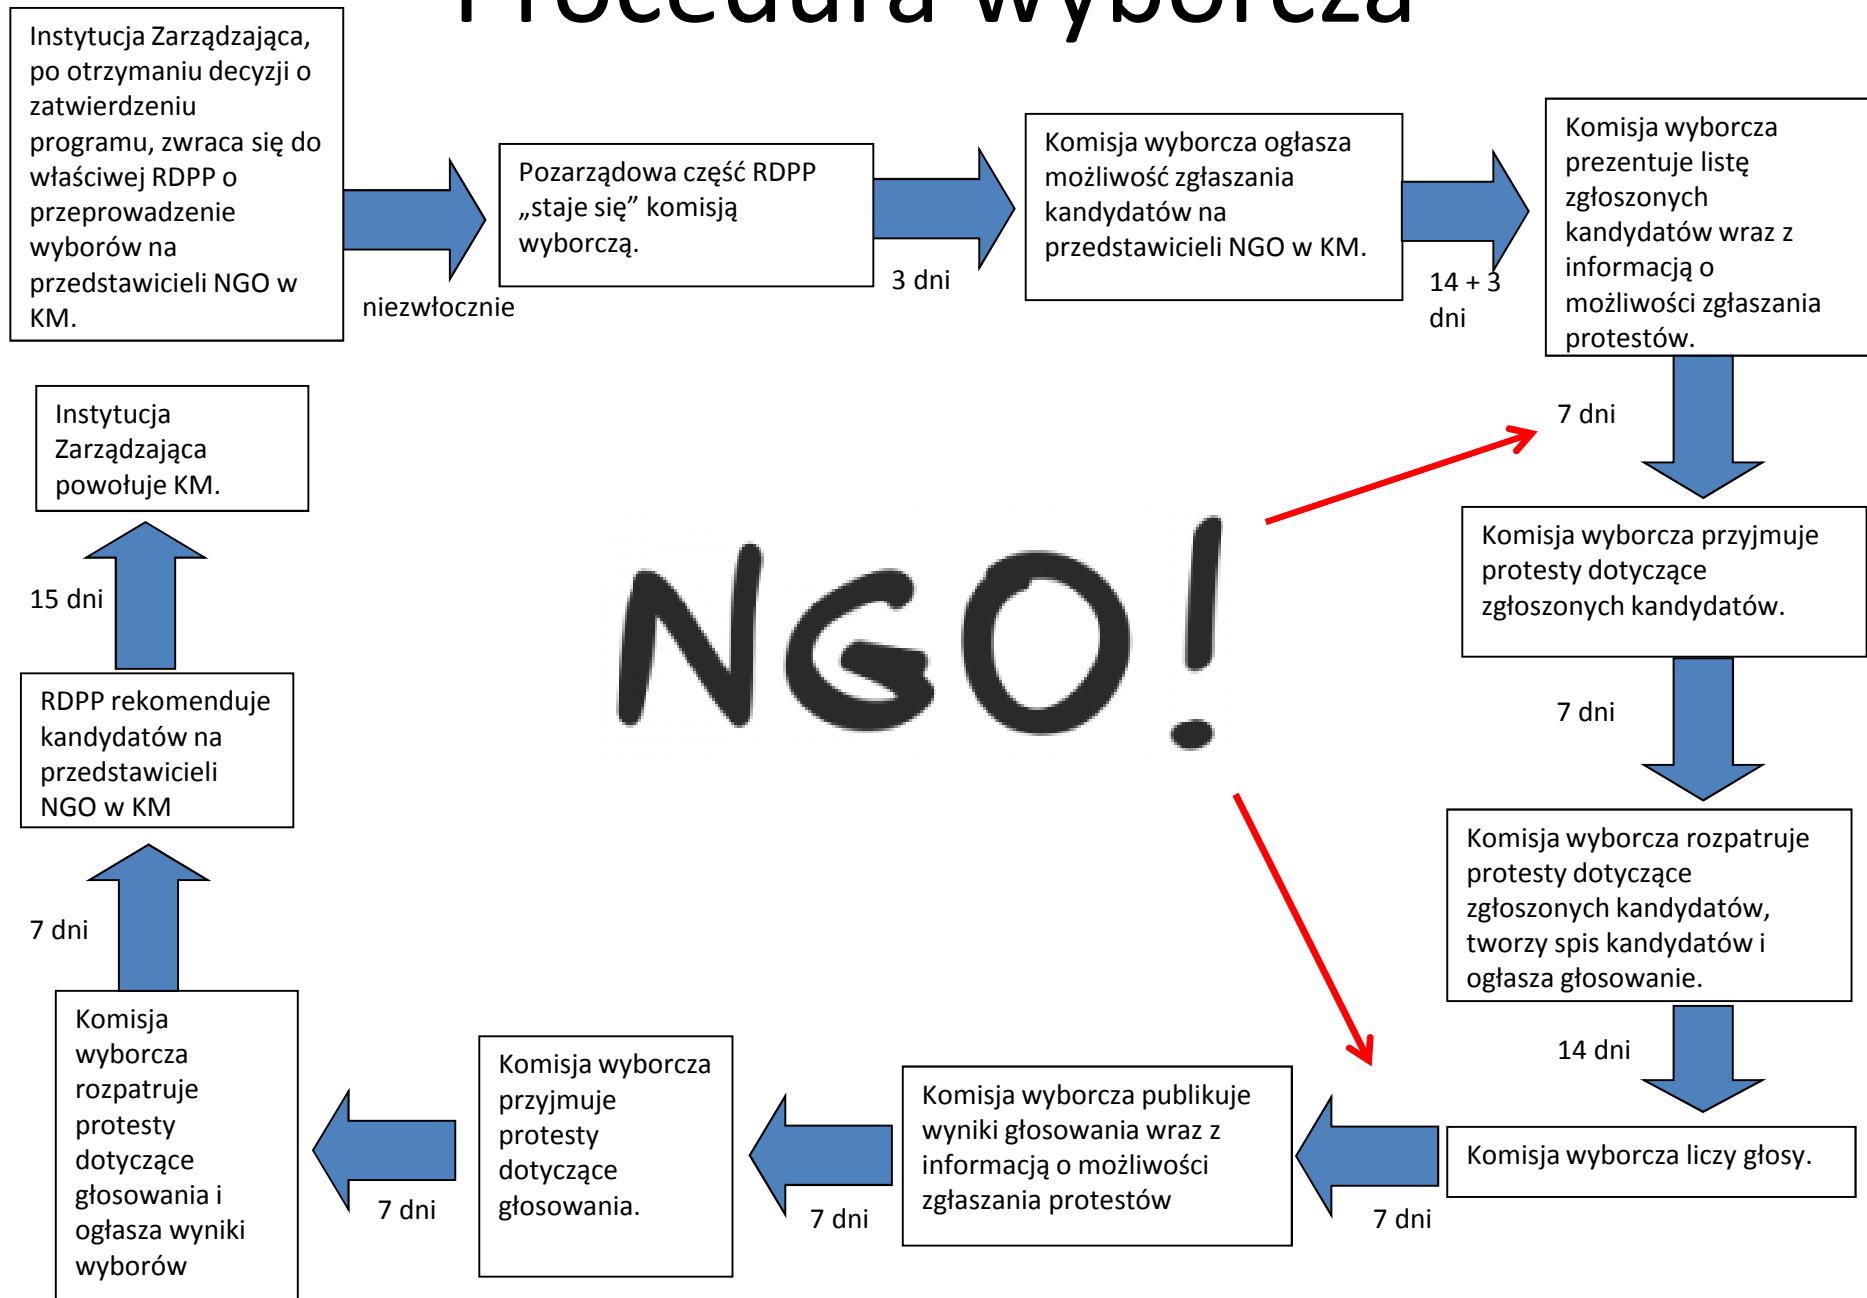 Procedura wyborcza
Instytucja Zarządzająca,
po otrzymaniu decyzji o
zatwierdzeniu
programu, zwraca się do
właściwej RDPP o
przeprowadzenie
wyborów na
przedstawicieli NGO w
KM.
niezwłocznie
Pozarządowa część RDPP
„staje się” komisją
wyborczą.
3 dni
Komisja wyborcza ogłasza
możliwość zgłaszania
kandydatów na
przedstawicieli NGO w KM.
14 + 3
dni
Komisja wyborcza
prezentuje listę
zgłoszonych
kandydatów wraz z
informacją o
możliwości zgłaszania
protestów.
7 dni
Komisja wyborcza przyjmuje
protesty dotyczące
zgłoszonych kandydatów.
7 dni
Komisja wyborcza rozpatruje
protesty dotyczące
zgłoszonych kandydatów,
tworzy spis kandydatów i
ogłasza głosowanie.
14 dni
Komisja wyborcza liczy głosy.
7 dni
Komisja wyborcza publikuje
wyniki głosowania wraz z
informacją o możliwości
zgłaszania protestów
7 dni
Komisja wyborcza
przyjmuje
protesty
dotyczące
głosowania.
7 dni
Komisja
wyborcza
rozpatruje
protesty
dotyczące
głosowania i
ogłasza wyniki
wyborów
7 dni
RDPP rekomenduje
kandydatów na
przedstawicieli
NGO w KM
15 dni
Instytucja
Zarządzająca
powołuje KM.
NGO!